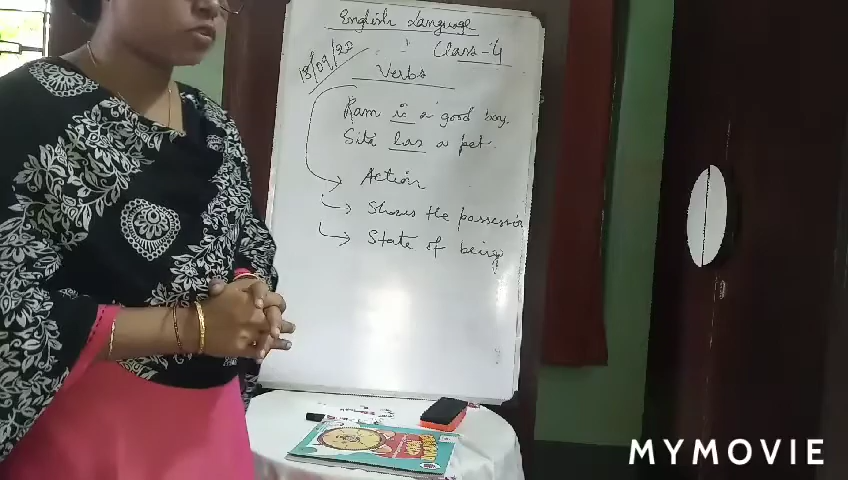 English Language
Class-4
18/09/20
Verbs
Ram is a good boy.
Sita has a pet.
Action
Shows the possession
State of being
MYMOVIE